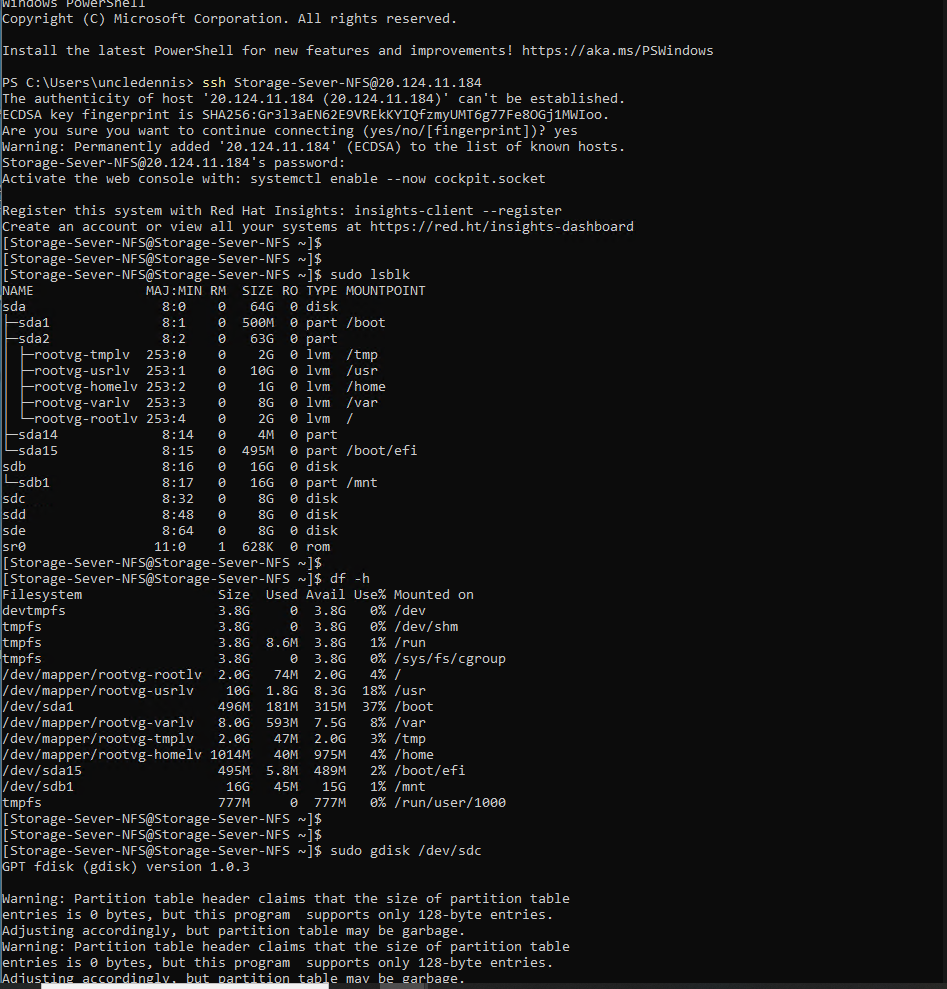 Windows PowerShell
Copyright (C) Microsoft Corporation. All rights reserved.
Install the latest PowerShell for new features and improvements! https://aka.ms/PSWindows
PS C:\Users\uncledennis> ssh Storage-Sever-NFS@20.124.11.184
The authenticity of host '20.124.11.184 (20.124.11.184)' can't be established.
ECDSA key fingerprint is SHA256:Gr3l3aEN62E9VREkKYIQfzmyUMT6g77Fe8OGj1MWIoo.
Are you sure you want to continue connecting (yes/no/[fingerprint])? yes
Warning: Permanently added '20.124.11.184' (ECDSA) to the list of known hosts.
Storage-Sever-NFS@20.124.11.184's password:
Activate the web console with: systemctl enable --now cockpit.socket
Register this system with Red Hat Insights: insights-client --register
Create an account or view all your systems at https://red.ht/insights-dashboard
[Storage-Sever-NFS@Storage-Sever-NFS ~]$
[Storage-Sever-NFS@Storage-Sever-NFS ~]$
[Storage-Sever-NFS@Storage-Sever-NFS ~]$ sudo lsblk
NAME              MAJ:MIN RM  SIZE RO TYPE MOUNTPOINT
sda                 8:0    0   64G  0 disk
├─sda1              8:1    0  500M  0 part /boot
├─sda2              8:2    0   63G  0 part
│ ├─rootvg-tmplv  253:0    0    2G  0 lvm  /tmp
│ ├─rootvg-usrlv  253:1    0   10G  0 lvm  /usr
│ ├─rootvg-homelv 253:2    0    1G  0 lvm  /home
│ ├─rootvg-varlv  253:3    0    8G  0 lvm  /var
│ └─rootvg-rootlv 253:4    0    2G  0 lvm  /
├─sda14             8:14   0    4M  0 part
└─sda15             8:15   0  495M  0 part /boot/efi
sdb                 8:16   0   16G  0 disk
└─sdb1              8:17   0   16G  0 part /mnt
sdc                 8:32   0    8G  0 disk
sdd                 8:48   0    8G  0 disk
sde                 8:64   0    8G  0 disk
sr0                11:0    1  628K  0 rom
[Storage-Sever-NFS@Storage-Sever-NFS ~]$
[Storage-Sever-NFS@Storage-Sever-NFS ~]$ df -h
Filesystem                 Size  Used Avail Use% Mounted on
devtmpfs                   3.8G     0  3.8G   0% /dev
tmpfs                      3.8G     0  3.8G   0% /dev/shm
tmpfs                      3.8G  8.6M  3.8G   1% /run
tmpfs                      3.8G     0  3.8G   0% /sys/fs/cgroup
/dev/mapper/rootvg-rootlv  2.0G   74M  2.0G   4% /
/dev/mapper/rootvg-usrlv    10G  1.8G  8.3G  18% /usr
/dev/sda1                  496M  181M  315M  37% /boot
/dev/mapper/rootvg-varlv   8.0G  593M  7.5G   8% /var
/dev/mapper/rootvg-tmplv   2.0G   47M  2.0G   3% /tmp
/dev/mapper/rootvg-homelv 1014M   40M  975M   4% /home
/dev/sda15                 495M  5.8M  489M   2% /boot/efi
/dev/sdb1                   16G   45M   15G   1% /mnt
tmpfs                      777M     0  777M   0% /run/user/1000
[Storage-Sever-NFS@Storage-Sever-NFS ~]$
[Storage-Sever-NFS@Storage-Sever-NFS ~]$
[Storage-Sever-NFS@Storage-Sever-NFS ~]$ sudo gdisk /dev/sdc
GPT fdisk (gdisk) version 1.0.3
Warning: Partition table header claims that the size of partition table
entries is 0 bytes, but this program  supports only 128-byte entries.
Adjusting accordingly, but partition table may be garbage.
Warning: Partition table header claims that the size of partition table
entries is 0 bytes, but this program  supports only 128-byte entries.
Adjusting accordingly, but partition table may be garbage.